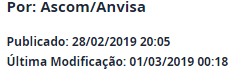 Por: Ascom/Anvisa
Publicado: 28/02/2019 20:05
Última Modificação: 01/03/2019 00:18